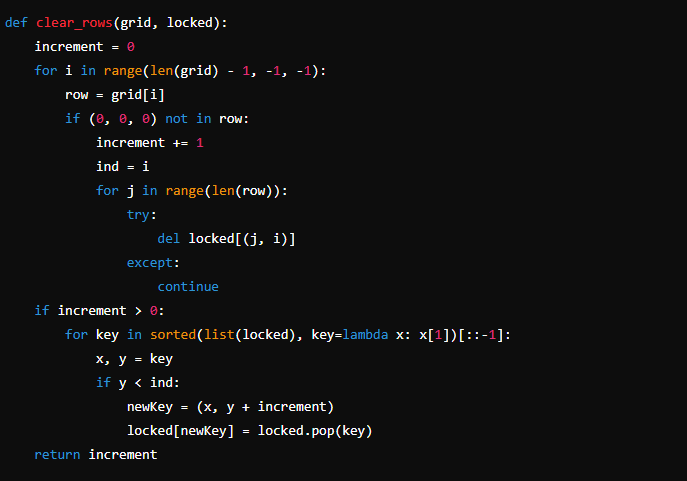 def clear_rows(grid, locked):
    increment = 0
    for i in range(len(grid) - 1, -1, -1):
        row = grid[i]
        if (0, 0, 0) not in row:
            increment += 1
            ind = i
            for j in range(len(row)):
                try:
                    del locked[(j, i)]
                except:
                    continue
    if increment > 0:
        for key in sorted(list(locked), key=lambda x: x[1])[::-1]:
            x, y = key
            if y < ind:
                newKey = (x, y + increment)
                locked[newKey] = locked.pop(key)
    return increment